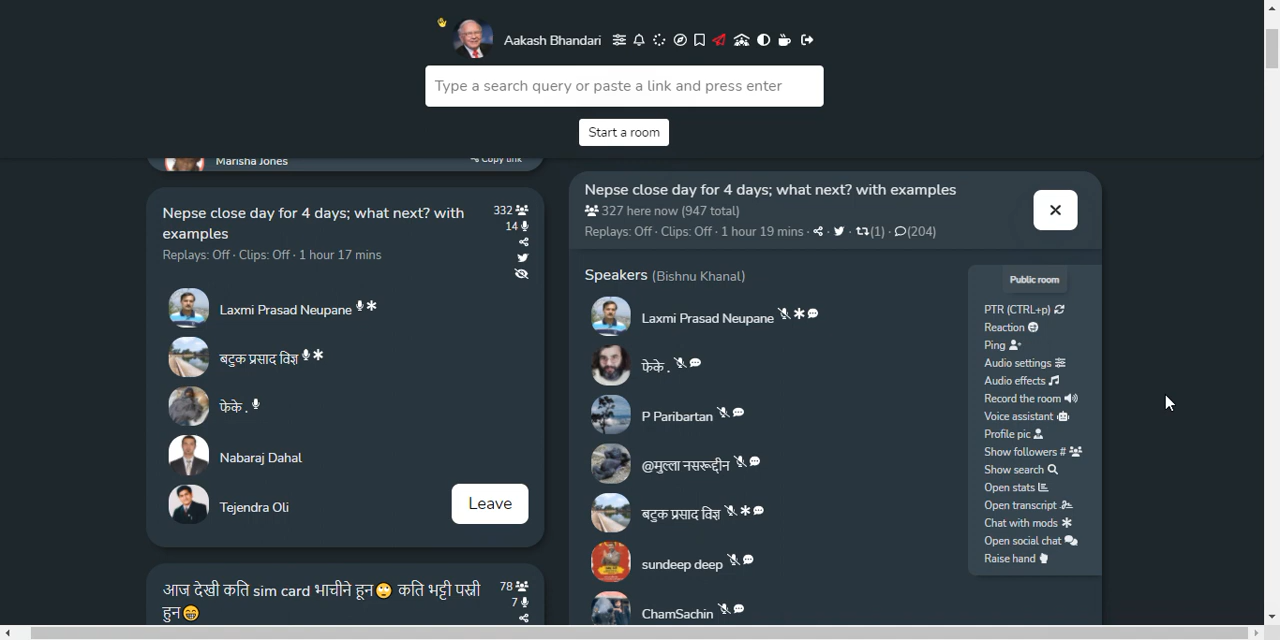 Aakash Bhandari
Type a search query or paste a link and press enter
Start a room
Marisha Jones
Copy link
Nepse close day for 4 days; what next? with
examples
332
14
Replays: Off · Clips: Off · 1 hour 17 minutes
Laxmi Prasad Neupane
बटुक प्रसाद विज्ञ
फेके .
Nabaraj Dahal
Tejendra Oli
Leave
आज देखी कति sim card भाचीने हून🙄 कति भट्टी पस्नी
हुन😁
78
7
Nepse close day for 4 days; what next? with examples
327 here now (947 total)
Replays: Off · Clips: Off · 1 hour 19 minutes · · · (1) · (204)
Speakers (Bishnu Khanal)
Laxmi Prasad Neupane
फेके .
P Paribartan
@मुल्ला नसरूद्दीन
बटुक प्रसाद विज्ञ
sundeep deep
ChamSachin
Public room
PTR (CTRL+p)
Reaction
Ping
Audio settings
Audio effects
Record the room
Voice assistant
Profile pic
Show followers #
Show search
Open stats
Open transcript
Chat with mods
Open social chat
Raise hand